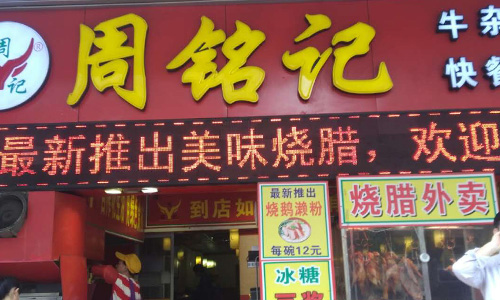 周
记
®
周铭记
牛杂
快餐
最新推出美味烧腊，欢迎
到店如
最新推出
烧鹅濑粉
每碗12元
冰糖
烧腊外卖